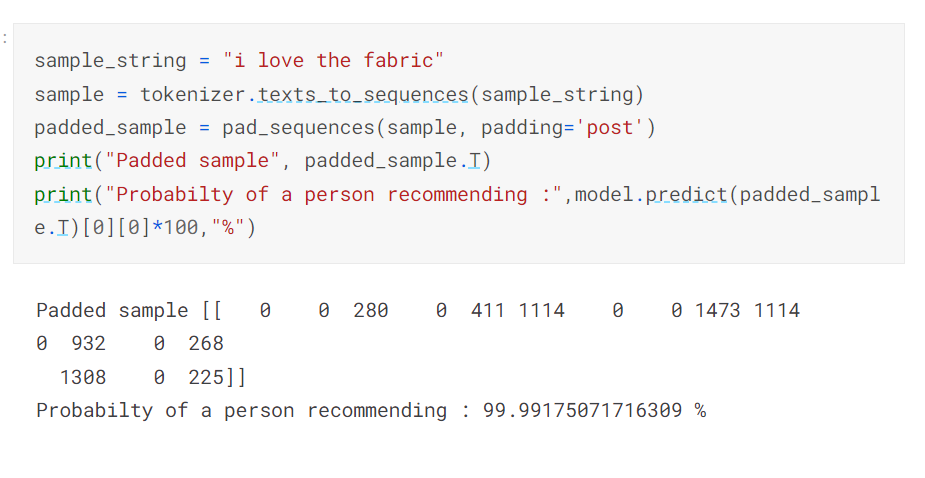 :
sample_string = "i love the fabric"
sample = tokenizer.texts_to_sequences(sample_string)
padded_sample = pad_sequences(sample, padding='post')
print("Padded sample", padded_sample.T)
print("Probabilty of a person recommending :",model.predict(padded_sampl
e.T)[0][0]*100,"%")
Padded sample [[   0    0  280    0  411 1114    0    0 1473 1114
0  932    0  268
  1308    0  225]]
Probabilty of a person recommending : 99.99175071716309 %